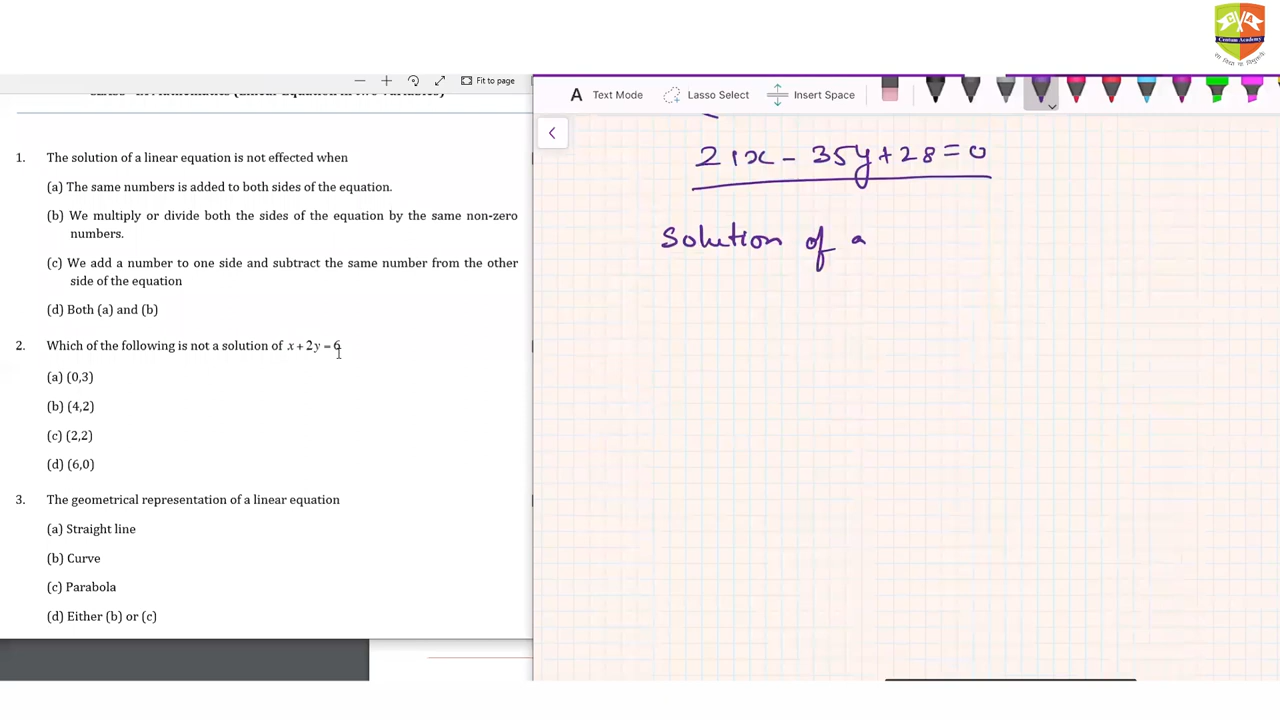 CVA
Centum Academy
Fit to page
1. The solution of a linear equation is not effected when
(a) The same numbers is added to both sides of the equation.
(b) We multiply or divide both the sides of the equation by the same non-zero
numbers.
(c) We add a number to one side and subtract the same number from the other
side of the equation
(d) Both (a) and (b)
2. Which of the following is not a solution of x + 2y = 6
(a) (0,3)
(b) (4,2)
(c) (2,2)
(d) (6,0)
3. The geometrical representation of a linear equation
(a) Straight line
(b) Curve
(c) Parabola
(d) Either (b) or (c)
A Text Mode Lasso Select Insert Space
21x - 35y + 28 = 0
Solution of a